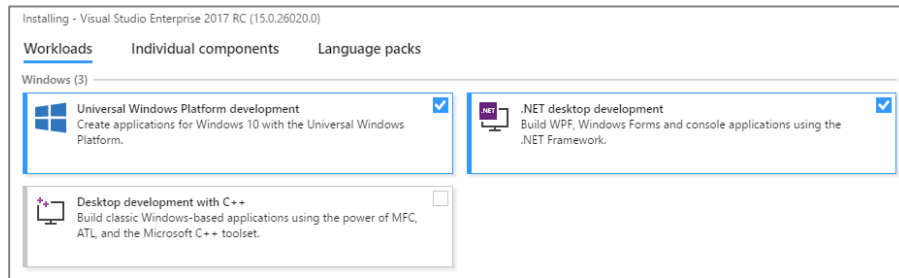 Installing - Visual Studio Enterprise 2017 RC (15.0.26020.0)
Workloads Individual components Language packs
Windows (3)
Universal Windows Platform development
Create applications for Windows 10 with the Universal Windows
Platform.
.NET
.NET desktop development
Build WPF, Windows Forms and console applications using the
.NET Framework.
Desktop development with C++
Build classic Windows-based applications using the power of MFC,
ATL, and the Microsoft C++ toolset.